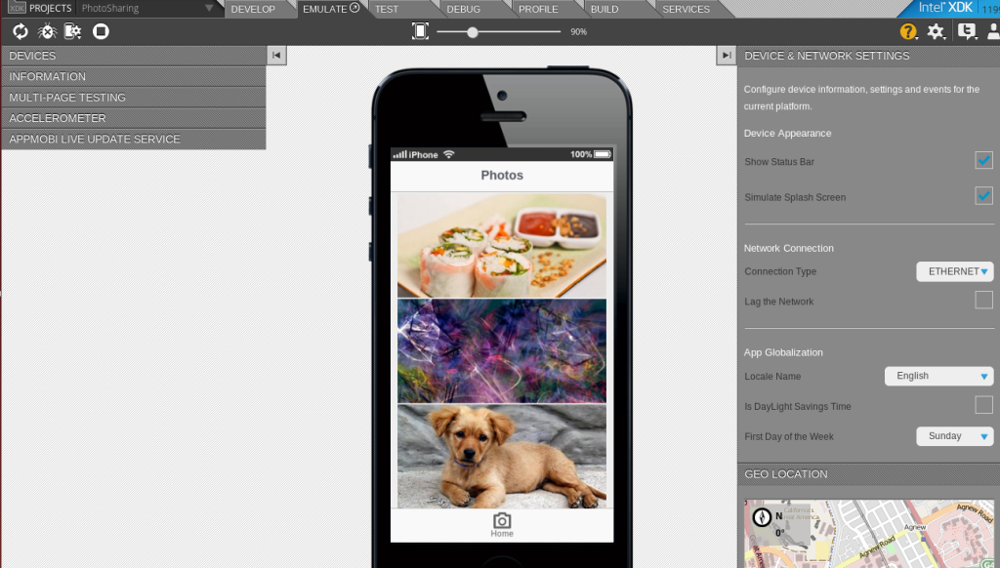 XDK PROJECTS PhotoSharing
DEVELOP
EMULATE
TEST
DEBUG
PROFILE
BUILD
SERVICES
Intel XDK
90%
?
DEVICES
INFORMATION
MULTI-PAGE TESTING
ACCELEROMETER
APPMOBI LIVE UPDATE SERVICE
iPhone 100%
Photos
Home
DEVICE & NETWORK SETTINGS
Configure device information, settings and events for the
current platform.
Device Appearance
Show Status Bar
Simulate Splash Screen
Network Connection
Connection Type ETHERNET
Lag the Network
App Globalization
Locale Name English
Is DayLight Savings Time
First Day of the Week Sunday
GEO LOCATION
N
0°
Agnew
Agnew Road
Agnew Road